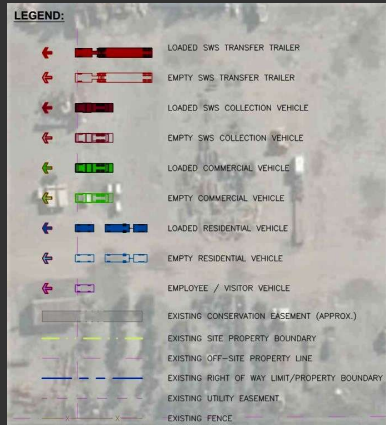 LEGEND:
LOADED SWS TRANSFER TRAILER
EMPTY SWS TRANSFER TRAILER
LOADED SWS COLLECTION VEHICLE
EMPTY SWS COLLECTION VEHICLE
LOADED COMMERCIAL VEHICLE
EMPTY COMMERCIAL VEHICLE
LOADED RESIDENTIAL VEHICLE
EMPTY RESIDENTIAL VEHICLE
EMPLOYEE / VISITOR VEHICLE
EXISTING CONSERVATION EASEMENT (APPROX.)
EXISTING SITE PROPERTY BOUNDARY
EXISTING OFF-SITE PROPERTY LINE
EXISTING RIGHT OF WAY LIMIT/PROPERTY BOUNDARY
EXISTING UTILITY EASEMENT
EXISTING FENCE